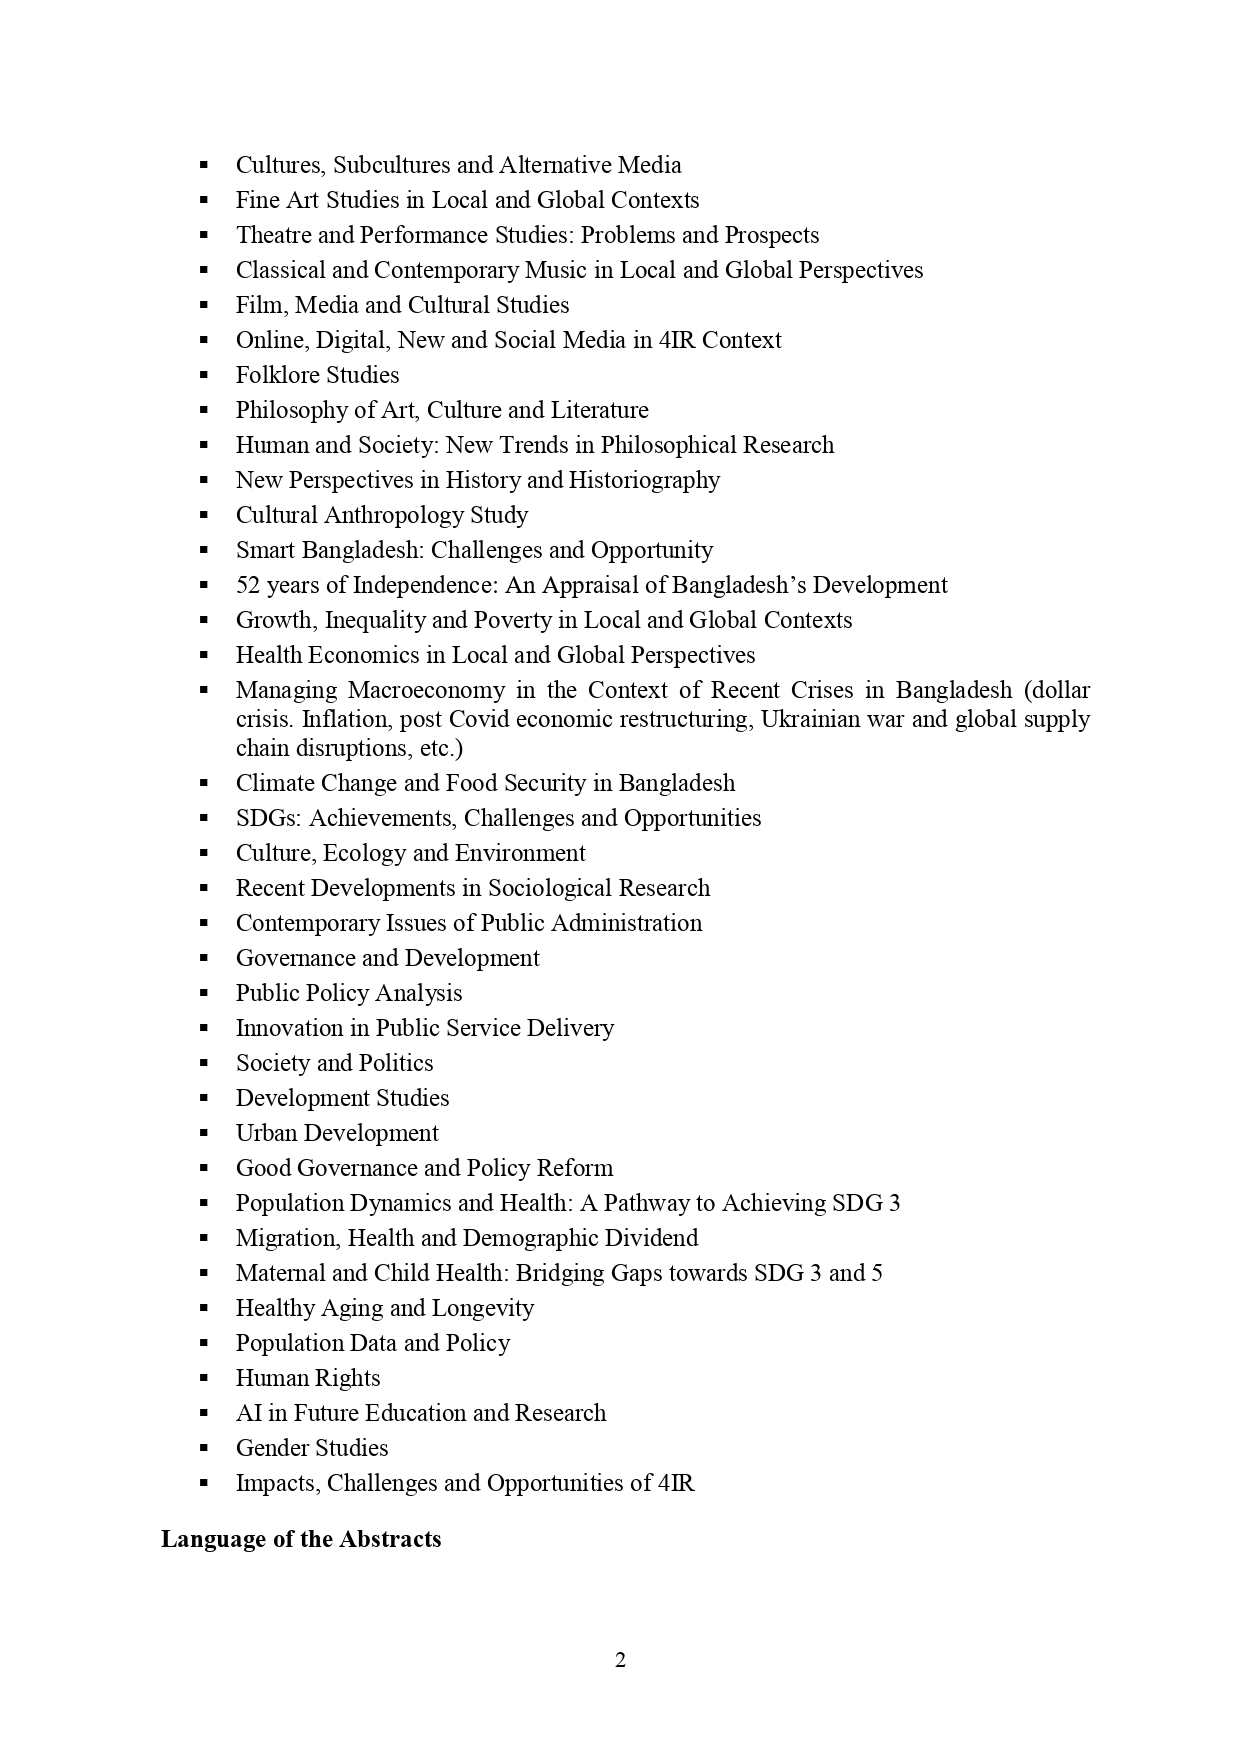 ▪ Cultures, Subcultures and Alternative Media
▪ Fine Art Studies in Local and Global Contexts
▪ Theatre and Performance Studies: Problems and Prospects
▪ Classical and Contemporary Music in Local and Global Perspectives
▪ Film, Media and Cultural Studies
▪ Online, Digital, New and Social Media in 4IR Context
▪ Folklore Studies
▪ Philosophy of Art, Culture and Literature
▪ Human and Society: New Trends in Philosophical Research
▪ New Perspectives in History and Historiography
▪ Cultural Anthropology Study
▪ Smart Bangladesh: Challenges and Opportunity
▪ 52 years of Independence: An Appraisal of Bangladesh’s Development
▪ Growth, Inequality and Poverty in Local and Global Contexts
▪ Health Economics in Local and Global Perspectives
▪ Managing Macroeconomy in the Context of Recent Crises in Bangladesh (dollar
crisis. Inflation, post Covid economic restructuring, Ukrainian war and global supply
chain disruptions, etc.)
▪ Climate Change and Food Security in Bangladesh
▪ SDGs: Achievements, Challenges and Opportunities
▪ Culture, Ecology and Environment
▪ Recent Developments in Sociological Research
▪ Contemporary Issues of Public Administration
▪ Governance and Development
▪ Public Policy Analysis
▪ Innovation in Public Service Delivery
▪ Society and Politics
▪ Development Studies
▪ Urban Development
▪ Good Governance and Policy Reform
▪ Population Dynamics and Health: A Pathway to Achieving SDG 3
▪ Migration, Health and Demographic Dividend
▪ Maternal and Child Health: Bridging Gaps towards SDG 3 and 5
▪ Healthy Aging and Longevity
▪ Population Data and Policy
▪ Human Rights
▪ AI in Future Education and Research
▪ Gender Studies
▪ Impacts, Challenges and Opportunities of 4IR
Language of the Abstracts
2